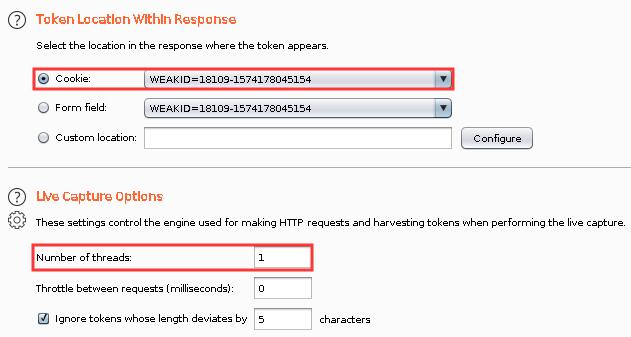 Token Location Within Response
Select the location in the response where the token appears.
Cookie: WEAKID=18109-1574178045154
Form field: WEAKID=18109-1574178045154
Custom location: Configure
Live Capture Options
These settings control the engine used for making HTTP requests and harvesting tokens when performing the live capture.
Number of threads: 1
Throttle between requests (milliseconds): 0
Ignore tokens whose length deviates by 5 characters